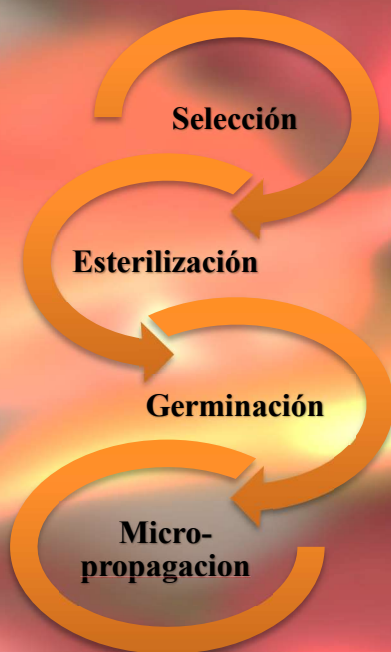 Selección
Esterilización
Germinación
Micro-
propagacion